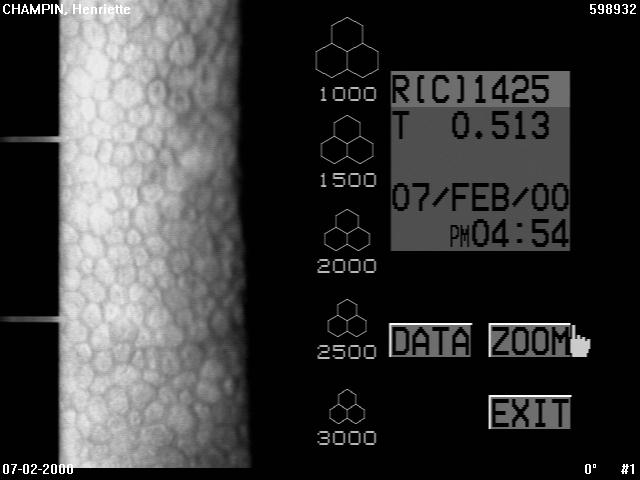 CHAMPIN, Henriette
598932
1000
1500
2000
2500
3000
R[C]1425
T 0.513
07/FEB/00
PM04:54
DATA ZOOM
EXIT
07-02-2000
0° #1